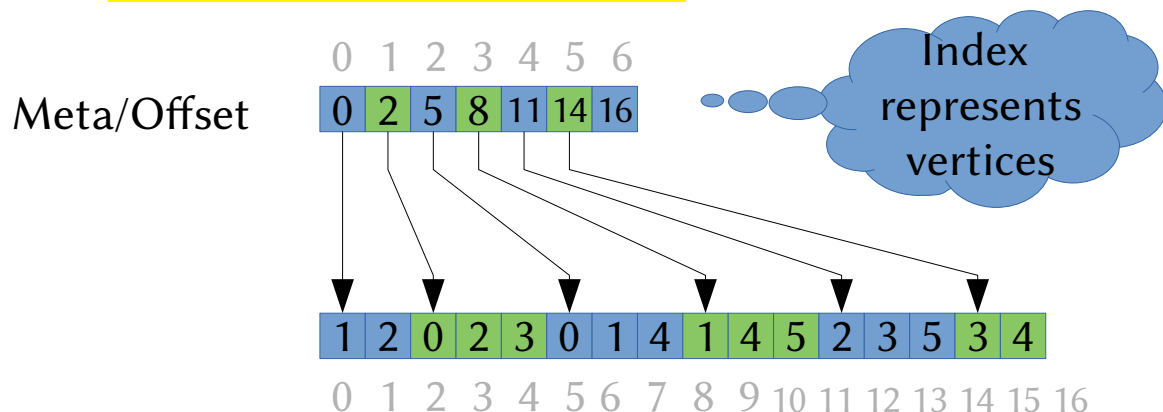 0 1 2 3 4 5 6
Meta/Offset 0 2 5 8 11 14 16
Index
represents
vertices
1 2 0 2 3 0 1 4 1 4 5 2 3 5 3 4
0 1 2 3 4 5 6 7 8 9 10 11 12 13 14 15 16